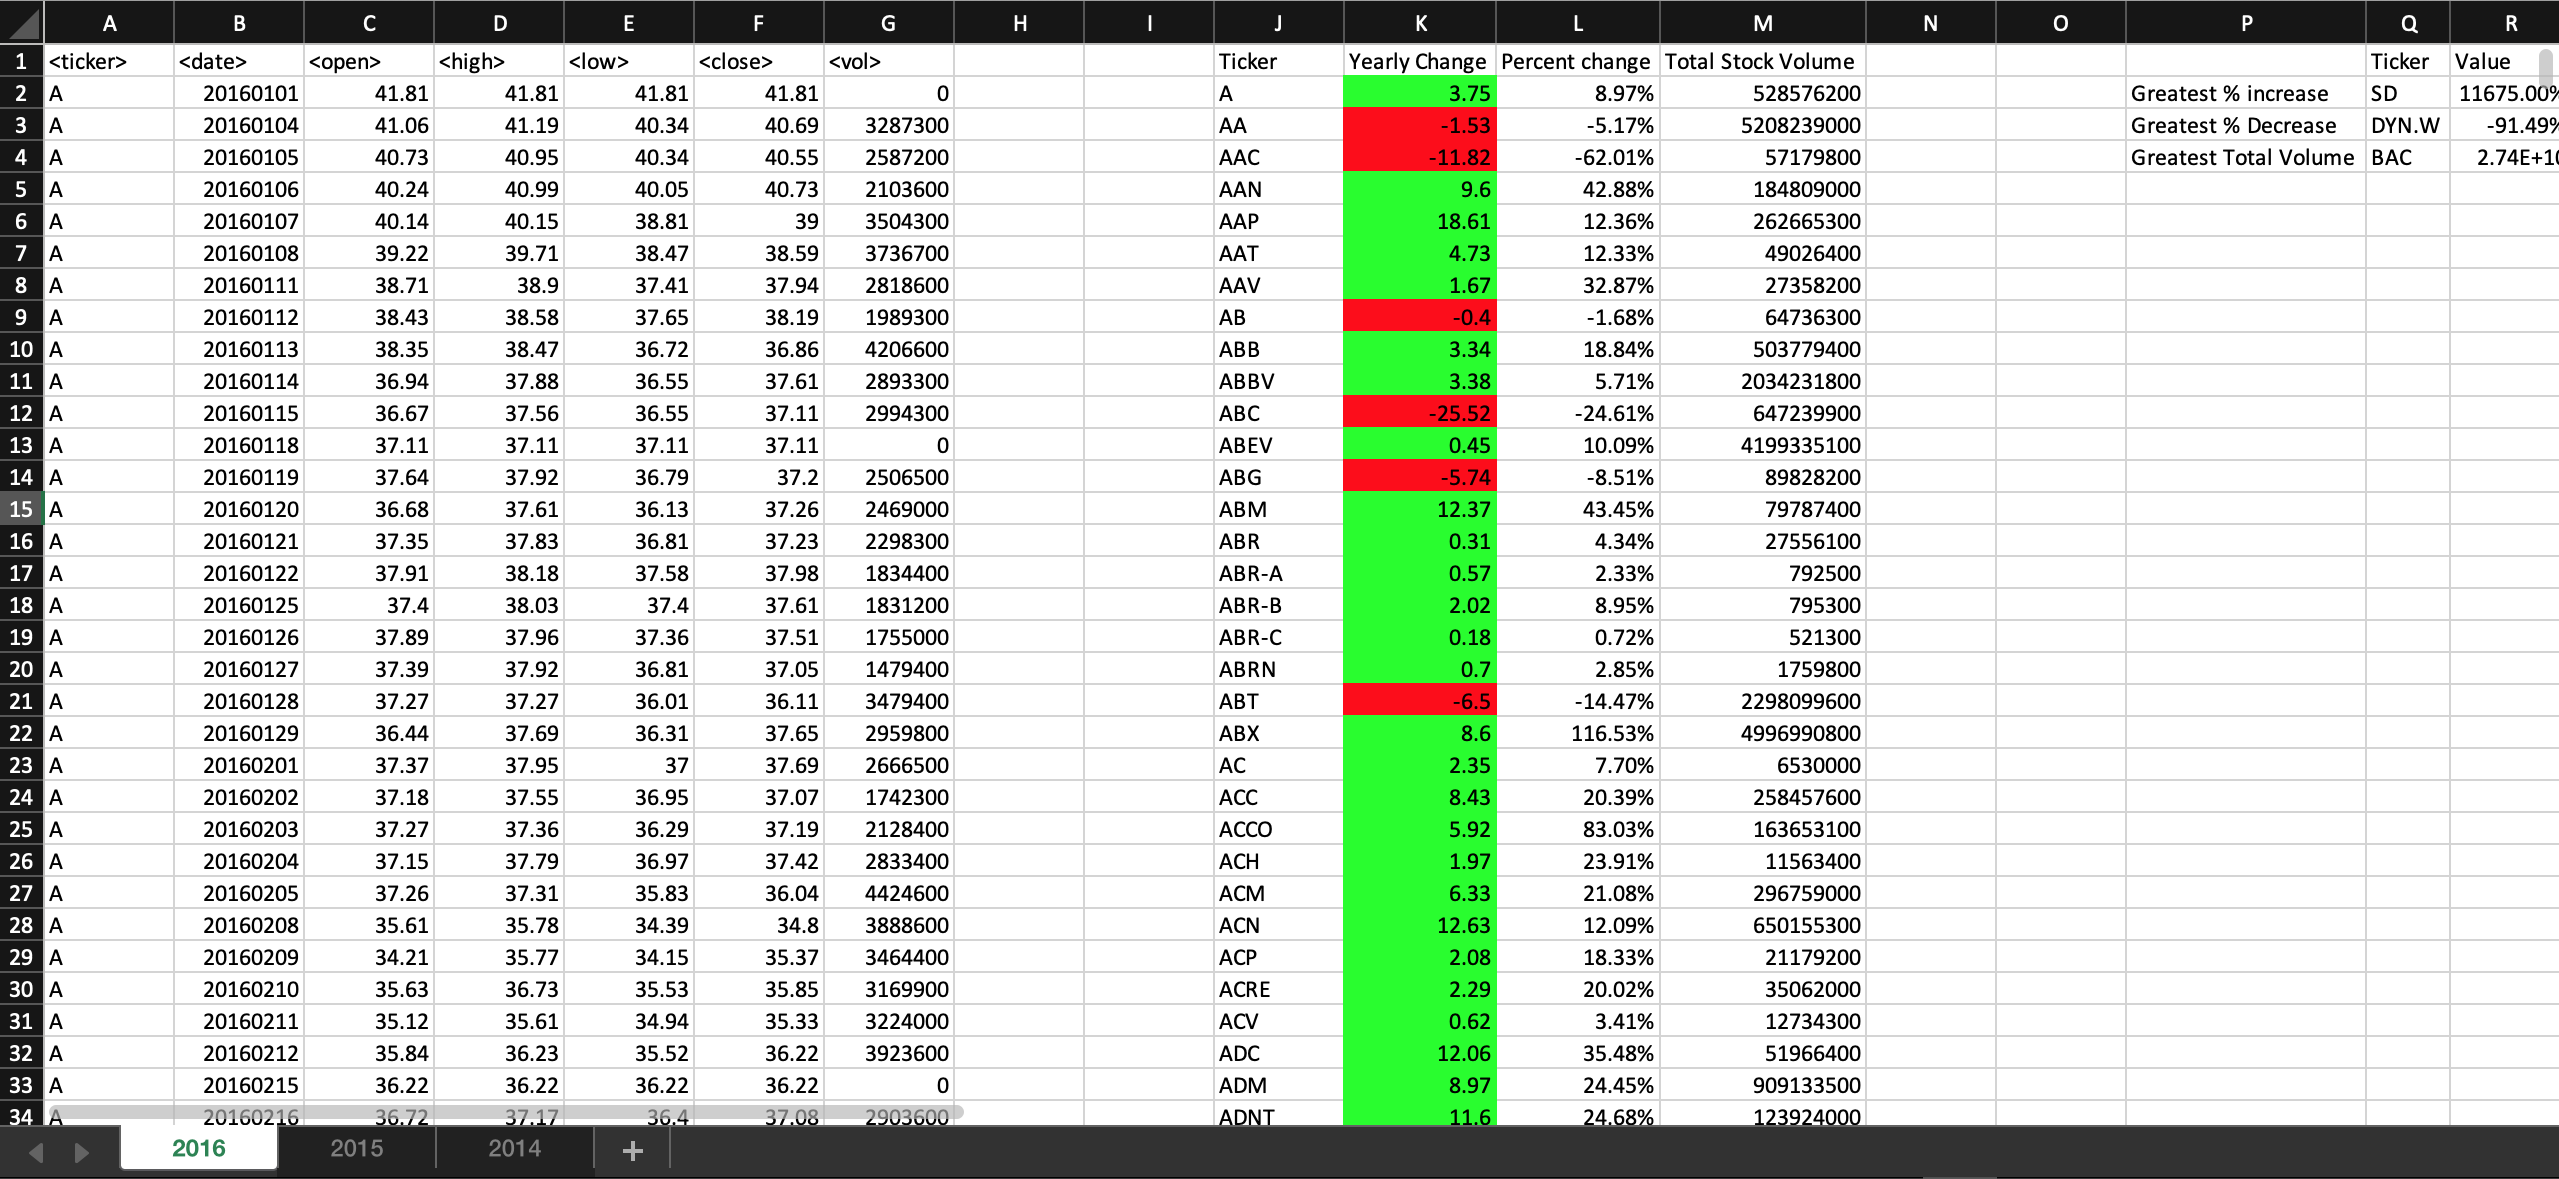 A B C D E F G H I J K L M N O P Q R
1 <ticker> <date> <open> <high> <low> <close> <vol> Ticker Yearly Change Percent change Total Stock Volume Ticker Value
2 A 20160101 41.81 41.81 41.81 41.81 0 A 3.75 8.97% 528576200 Greatest % increase SD 11675.00%
3 A 20160104 41.06 41.19 40.34 40.69 3287300 AA -1.53 -5.17% 5208239000 Greatest % Decrease DYN.W -91.49%
4 A 20160105 40.73 40.95 40.34 40.55 2587200 AAC -11.82 -62.01% 57179800 Greatest Total Volume BAC 2.74E+10
5 A 20160106 40.24 40.99 40.05 40.73 2103600 AAN 9.6 42.88% 184809000
6 A 20160107 40.14 40.15 38.81 39 3504300 AAP 18.61 12.36% 262665300
7 A 20160108 39.22 39.71 38.47 38.59 3736700 AAT 4.73 12.33% 49026400
8 A 20160111 38.71 38.9 37.41 37.94 2818600 AAV 1.67 32.87% 27358200
9 A 20160112 38.43 38.58 37.65 38.19 1989300 AB -0.4 -1.68% 64736300
10 A 20160113 38.35 38.47 36.72 36.86 4206600 ABB 3.34 18.84% 503779400
11 A 20160114 36.94 37.88 36.55 37.61 2893300 ABBV 3.38 5.71% 2034231800
12 A 20160115 36.67 37.56 36.55 37.11 2994300 ABC -25.52 -24.61% 647239900
13 A 20160118 37.11 37.11 37.11 37.11 0 ABEV 0.45 10.09% 4199335100
14 A 20160119 37.64 37.92 36.79 37.2 2506500 ABG -5.74 -8.51% 89828200
15 A 20160120 36.68 37.61 36.13 37.26 2469000 ABM 12.37 43.45% 79787400
16 A 20160121 37.35 37.83 36.81 37.23 2298300 ABR 0.31 4.34% 27556100
17 A 20160122 37.91 38.18 37.58 37.98 1834400 ABR-A 0.57 2.33% 792500
18 A 20160125 37.4 38.03 37.4 37.61 1831200 ABR-B 2.02 8.95% 795300
19 A 20160126 37.89 37.96 37.36 37.51 1755000 ABR-C 0.18 0.72% 521300
20 A 20160127 37.39 37.92 36.81 37.05 1479400 ABRN 0.7 2.85% 1759800
21 A 20160128 37.27 37.27 36.01 36.11 3479400 ABT -6.5 -14.47% 2298099600
22 A 20160129 36.44 37.69 36.31 37.65 2959800 ABX 8.6 116.53% 4996990800
23 A 20160201 37.37 37.95 37 37.69 2666500 AC 2.35 7.70% 6530000
24 A 20160202 37.18 37.55 36.95 37.07 1742300 ACC 8.43 20.39% 258457600
25 A 20160203 37.27 37.36 36.29 37.19 2128400 ACCO 5.92 83.03% 163653100
26 A 20160204 37.15 37.79 36.97 37.42 2833400 ACH 1.97 23.91% 11563400
27 A 20160205 37.26 37.31 35.83 36.04 4424600 ACM 6.33 21.08% 296759000
28 A 20160208 35.61 35.78 34.39 34.8 3888600 ACN 12.63 12.09% 650155300
29 A 20160209 34.21 35.77 34.15 35.37 3464400 ACP 2.08 18.33% 21179200
30 A 20160210 35.63 36.73 35.53 35.85 3169900 ACRE 2.29 20.02% 35062000
31 A 20160211 35.12 35.61 34.94 35.33 3224000 ACV 0.62 3.41% 12734300
32 A 20160212 35.84 36.23 35.52 36.22 3923600 ADC 12.06 35.48% 51966400
33 A 20160215 36.22 36.22 36.22 36.22 0 ADM 8.97 24.45% 909133500
34 A 20160216 36.72 37.17 36.4 37.08 2903600 ADNT 11.6 24.68% 123924000
2016 2015 2014 +